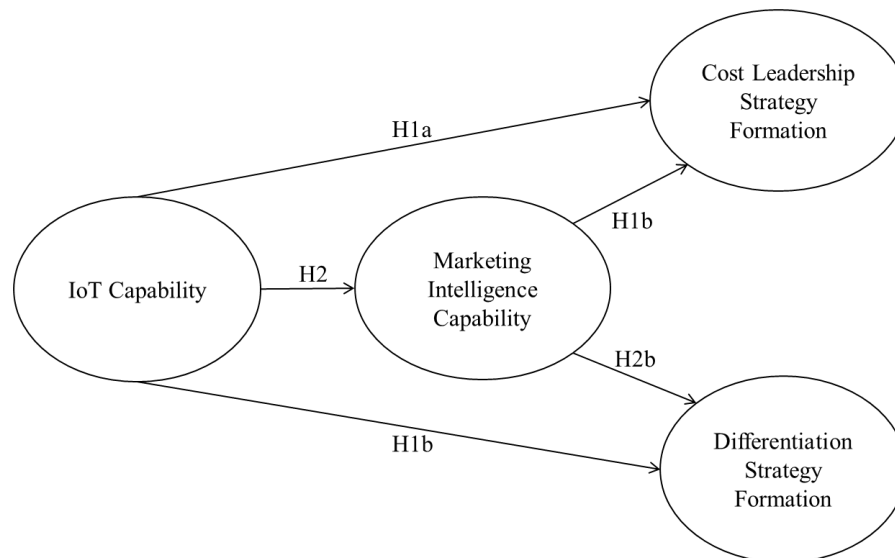 Cost Leadership
Strategy
Formation
H1a
H1b
IoT Capability
H2
Marketing
Intelligence
Capability
H2b
H1b
Differentiation
Strategy
Formation